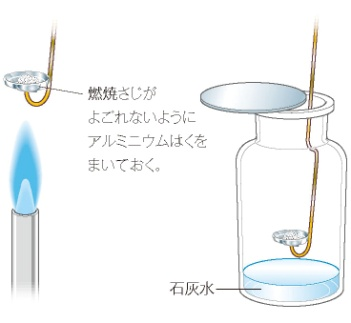 燃焼さじが
よごれないように
アルミニウムはくを
まいておく。
石灰水